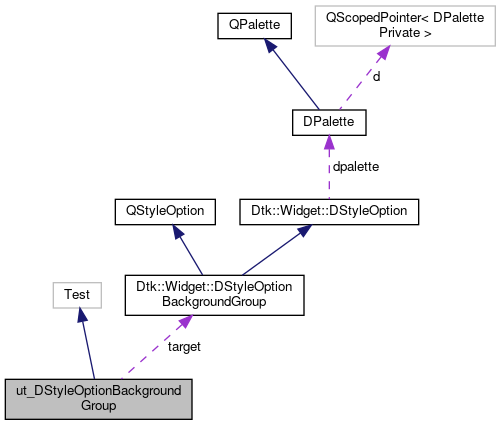 QPalette
QScopedPointer< DPalette
Private >
d
DPalette
dpalette
QStyleOption
Dtk::Widget::DStyleOption
Test
Dtk::Widget::DStyleOption
BackgroundGroup
target
ut_DStyleOptionBackground
Group